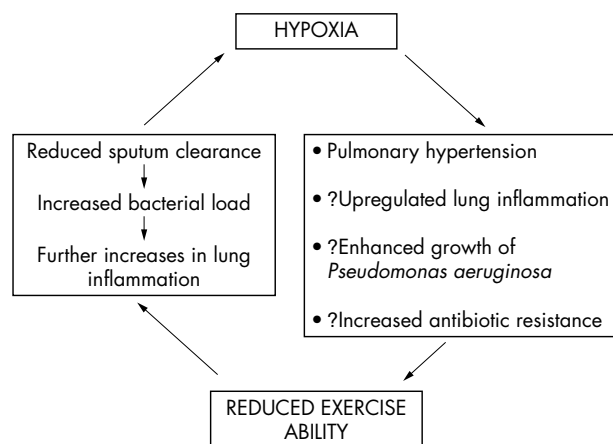 HYPOXIA
Reduced sputum clearance
Increased bacterial load
Further increases in lung
inflammation
• Pulmonary hypertension
• ?Upregulated lung inflammation
• ?Enhanced growth of
Pseudomonas aeruginosa
• ?Increased antibiotic resistance
REDUCED EXERCISE
ABILITY